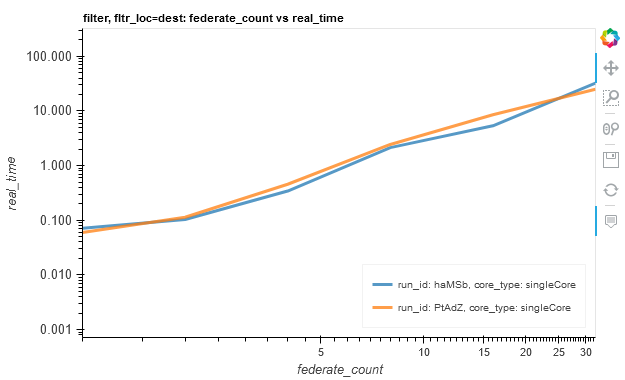 filter, fltr_loc=dest: federate_count vs real_time
100.000
10.000
1.000
0.100
0.010
0.001
real_time
5
10
15
20
25
30
federate_count
run_id: haMSb, core_type: singleCore
run_id: PtAdZ, core_type: singleCore